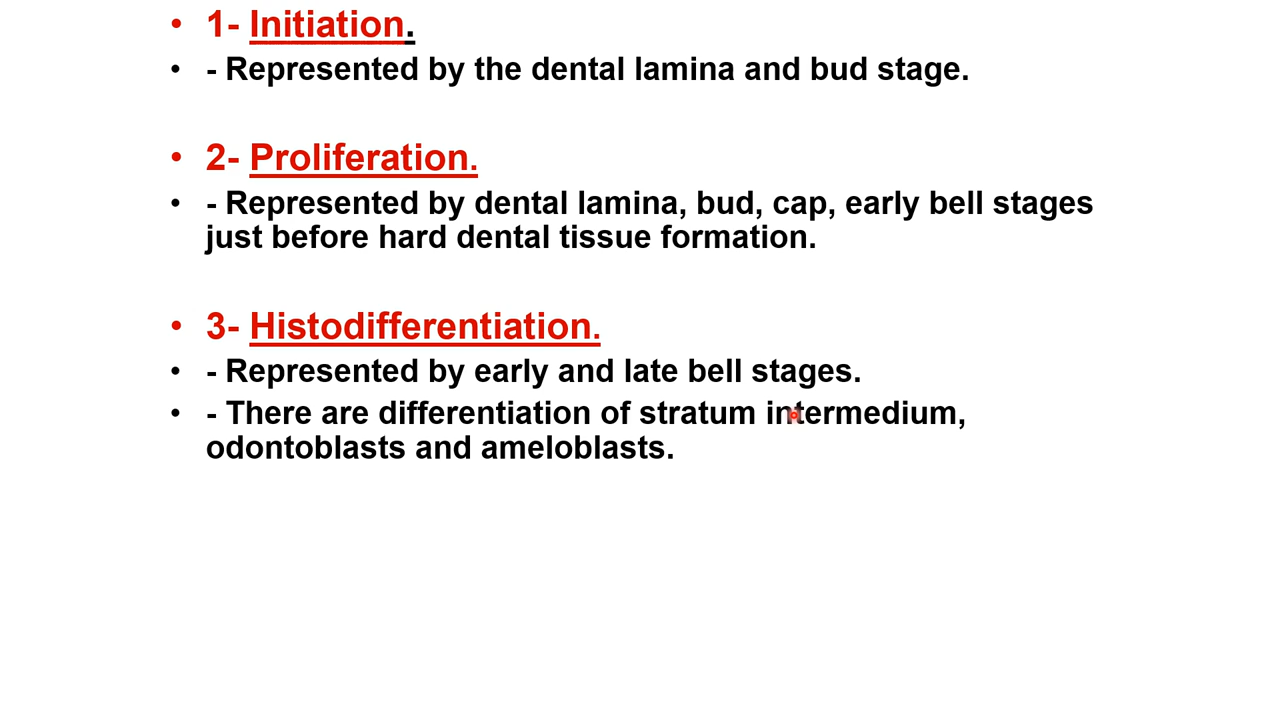 • 1- Initiation.
• - Represented by the dental lamina and bud stage.
• 2- Proliferation.
• - Represented by dental lamina, bud, cap, early bell stages
just before hard dental tissue formation.
• 3- Histodifferentiation.
• - Represented by early and late bell stages.
• - There are differentiation of stratum intermedium,
odontoblasts and ameloblasts.